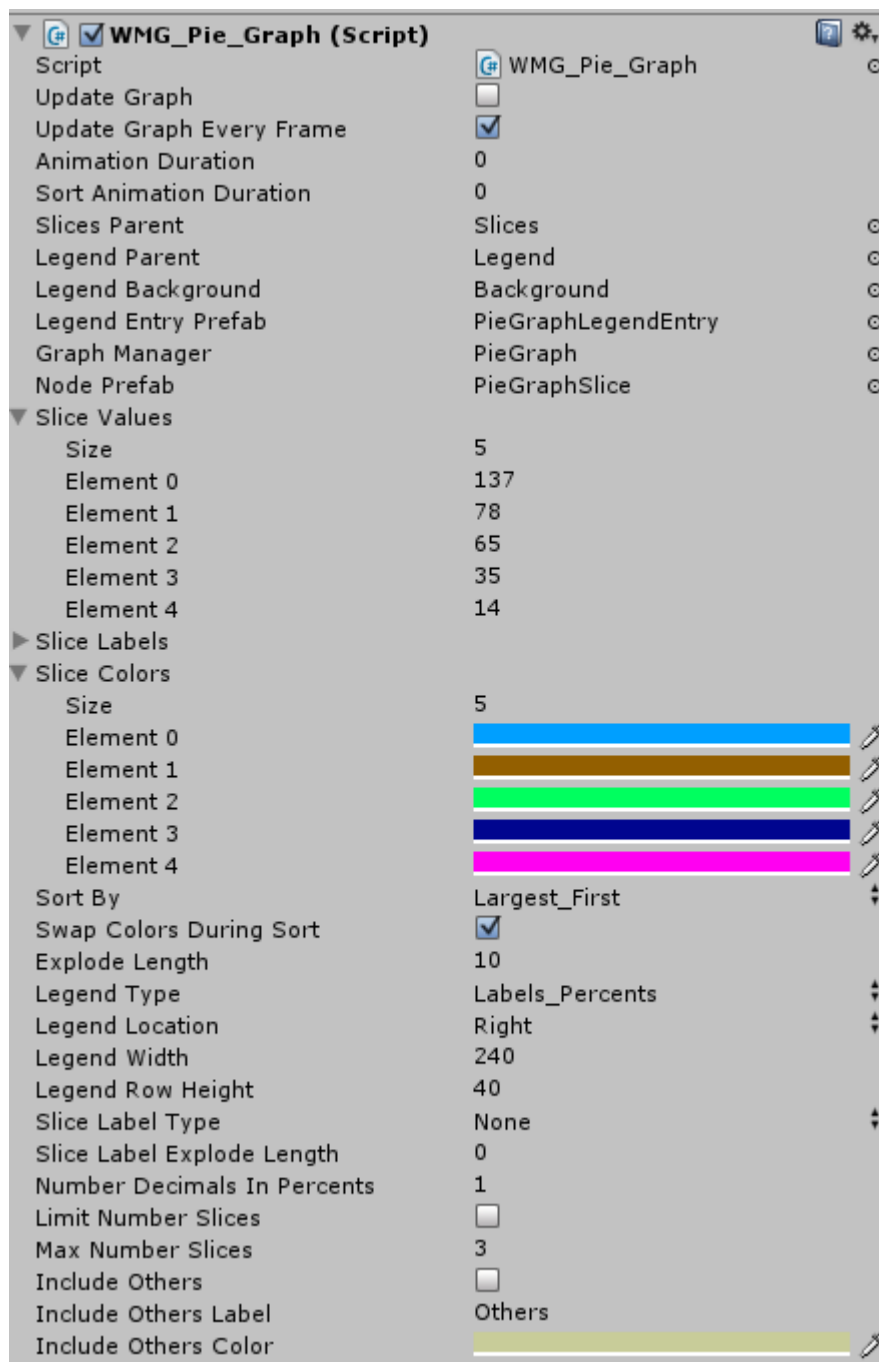 WMG_Pie_Graph (Script)
Script WMG_Pie_Graph
Update Graph
Update Graph Every Frame
Animation Duration 0
Sort Animation Duration 0
Slices Parent Slices
Legend Parent Legend
Legend Background Background
Legend Entry Prefab PieGraphLegendEntry
Graph Manager PieGraph
Node Prefab PieGraphSlice
Slice Values
Size 5
Element 0 137
Element 1 78
Element 2 65
Element 3 35
Element 4 14
Slice Labels
Slice Colors
Size 5
Element 0
Element 1
Element 2
Element 3
Element 4
Sort By Largest_First
Swap Colors During Sort
Explode Length 10
Legend Type Labels_Percents
Legend Location Right
Legend Width 240
Legend Row Height 40
Slice Label Type None
Slice Label Explode Length 0
Number Decimals In Percents 1
Limit Number Slices
Max Number Slices 3
Include Others
Include Others Label Others
Include Others Color